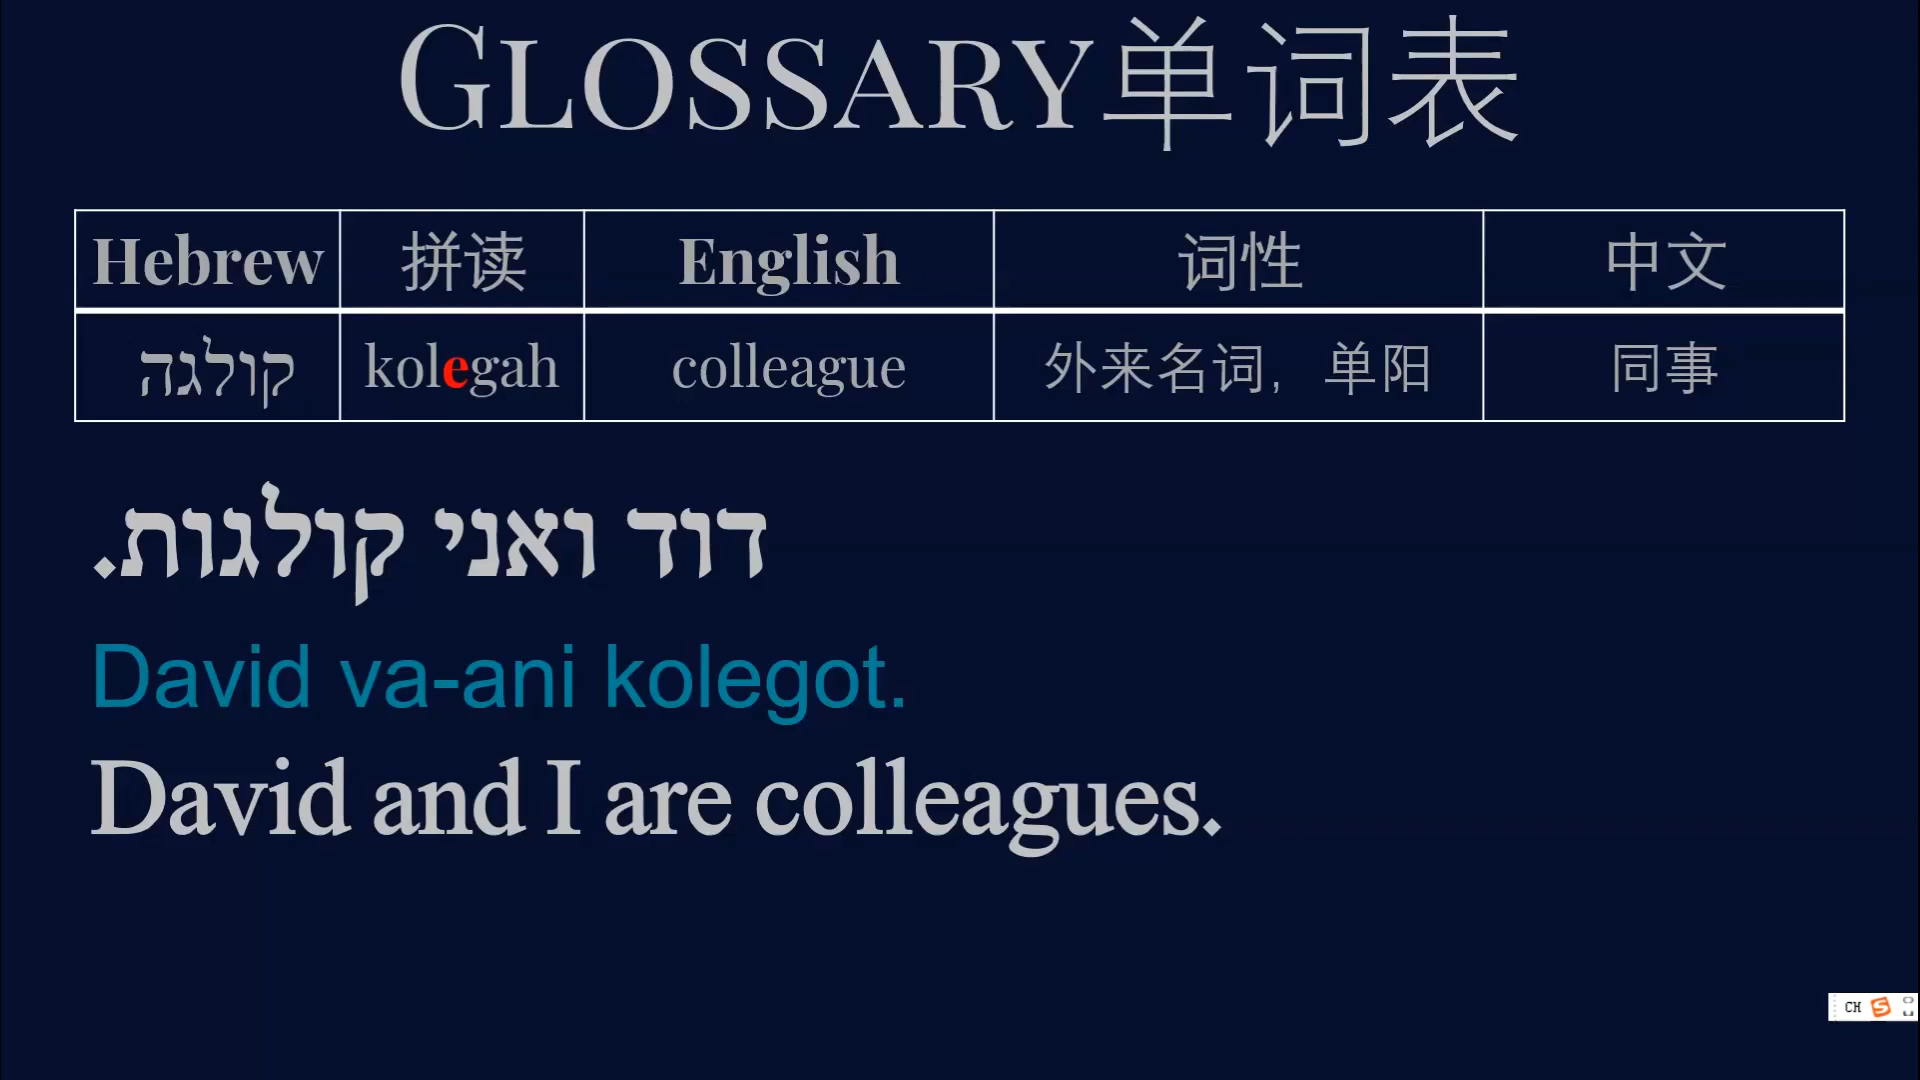 GLOSSARY单词表
Hebrew 拼读 English 词性 中文
קולגה kolegah colleague 外来名词，单阳 同事
דוד ואני קולגות.
David va-ani kolegot.
David and I are colleagues.
CH